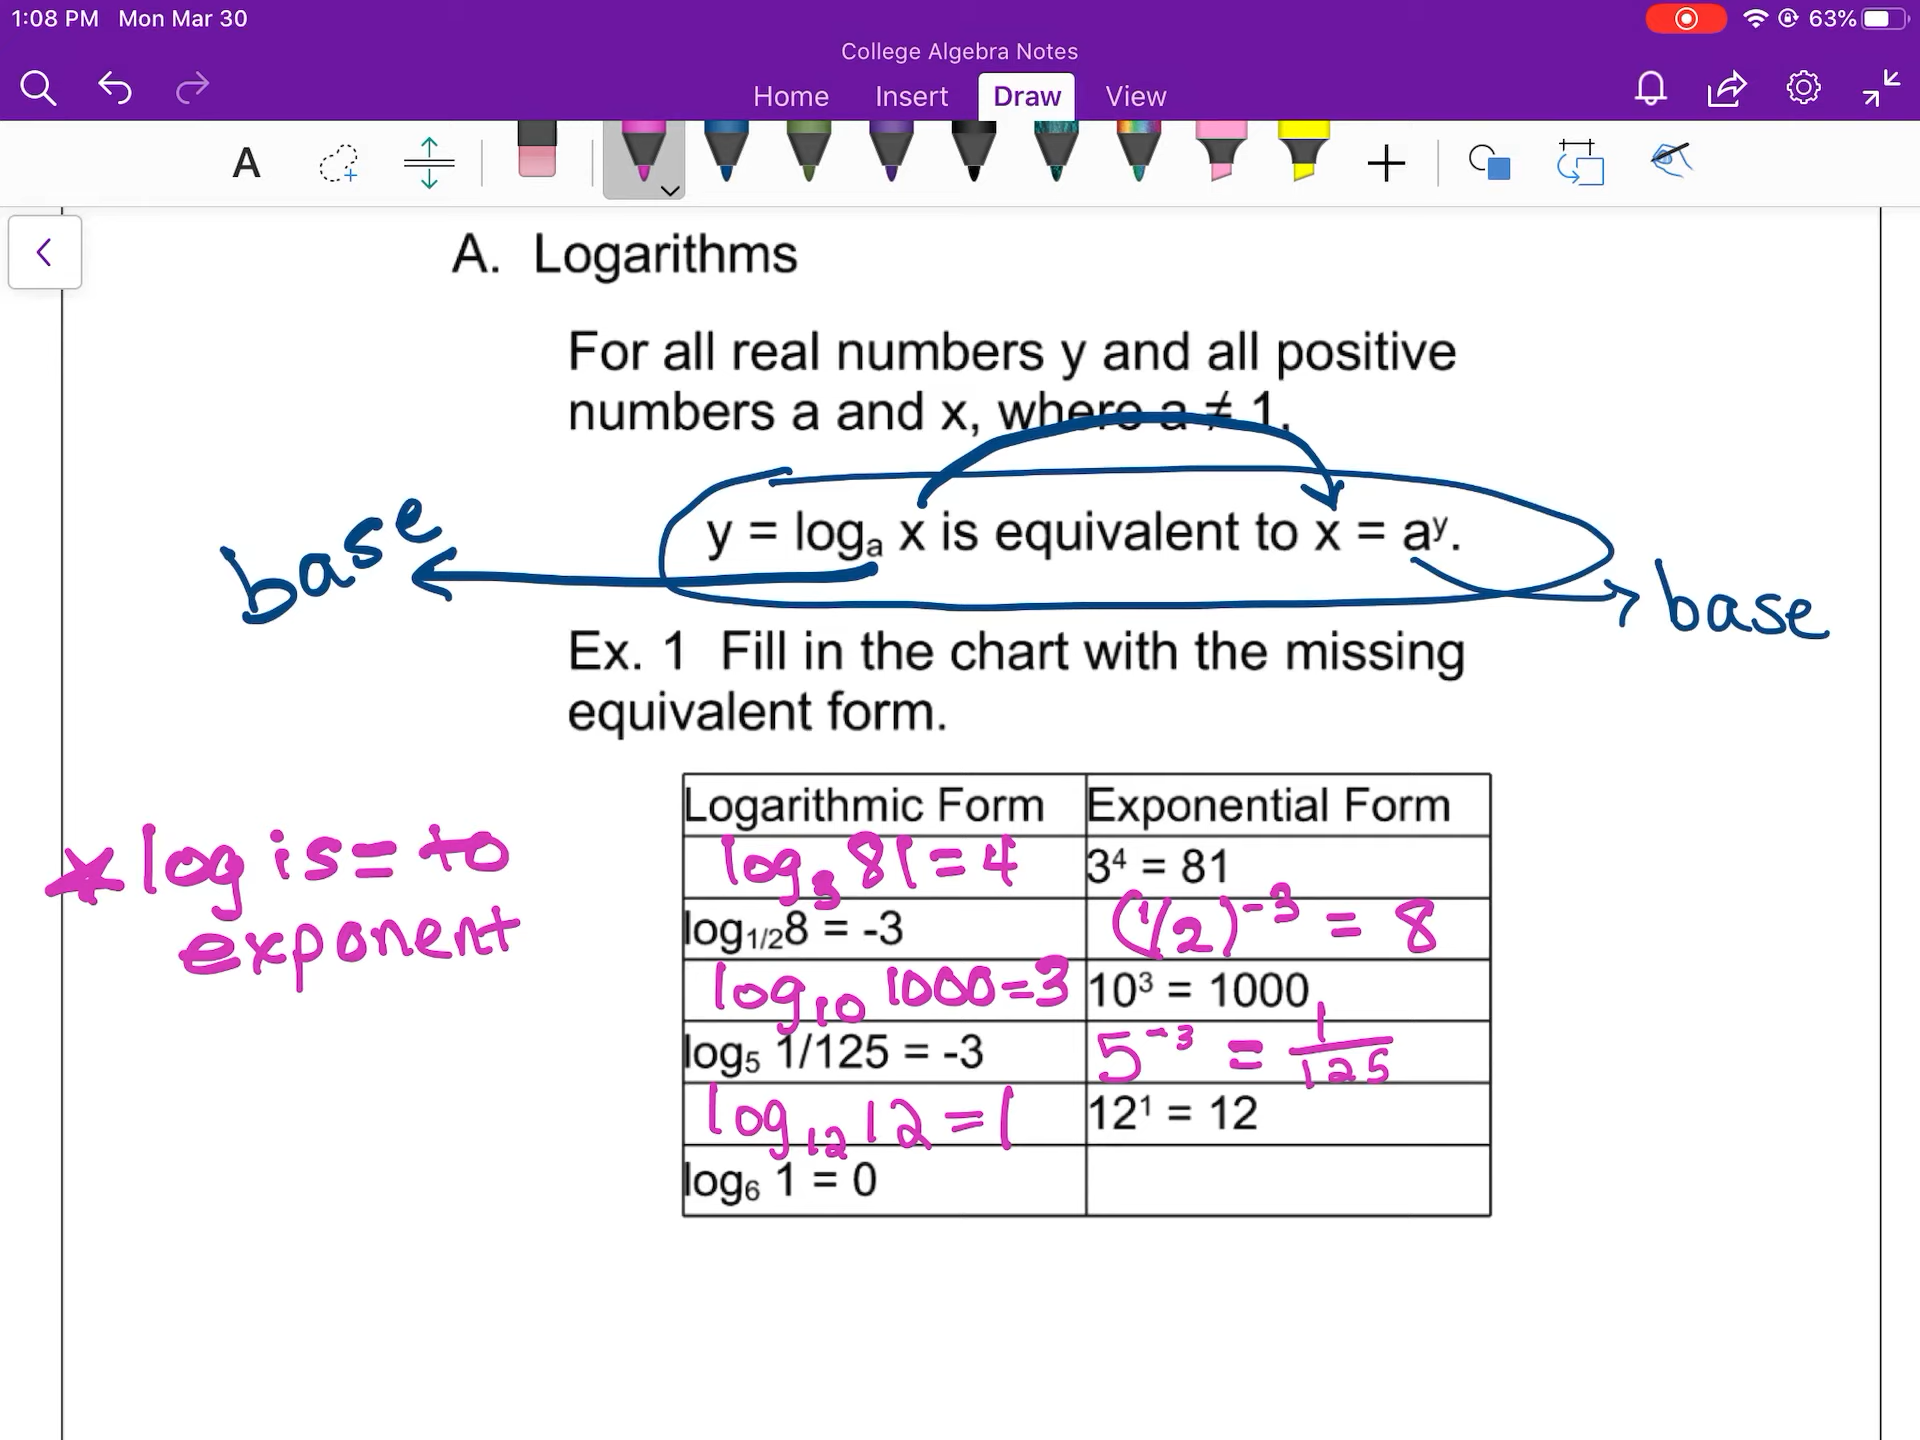 1:08 PM Mon Mar 30
63%
College Algebra Notes
Home Insert Draw View
A
A. Logarithms
For all real numbers y and all positive
numbers a and x, where a ≠ 1,
base
y = logₐ x is equivalent to x = aʸ.
base
Ex. 1 Fill in the chart with the missing
equivalent form.
* log is = to
exponent
Logarithmic Form Exponential Form
log₃ 81 = 4 3⁴ = 81
log₁/₂8 = -3 (1/2)⁻³ = 8
log₁₀ 1000 = 3 10³ = 1000
log₅ 1/125 = -3 5⁻³ = 1/125
log₁₂ 12 = 1 12¹ = 12
log₆ 1 = 0